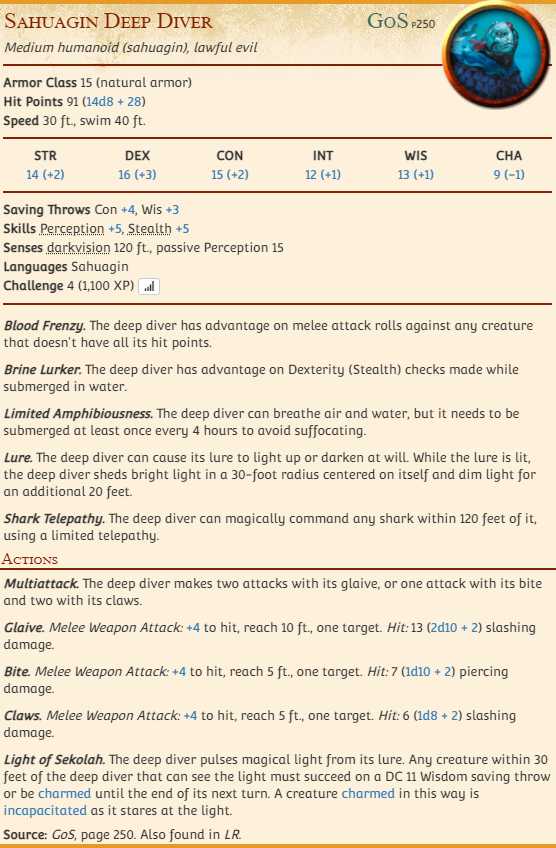 Sahuagin Deep Diver GoS p250
Medium humanoid (sahuagin), lawful evil
Armor Class 15 (natural armor)
Hit Points 91 (14d8 + 28)
Speed 30 ft., swim 40 ft.
STR DEX CON INT WIS CHA
14 (+2) 16 (+3) 15 (+2) 12 (+1) 13 (+1) 9 (−1)
Saving Throws Con +4, Wis +3
Skills Perception +5, Stealth +5
Senses darkvision 120 ft., passive Perception 15
Languages Sahuagin
Challenge 4 (1,100 XP)
Blood Frenzy. The deep diver has advantage on melee attack rolls against any creature
that doesn't have all its hit points.
Brine Lurker. The deep diver has advantage on Dexterity (Stealth) checks made while
submerged in water.
Limited Amphibiousness. The deep diver can breathe air and water, but it needs to be
submerged at least once every 4 hours to avoid suffocating.
Lure. The deep diver can cause its lure to light up or darken at will. While the lure is lit,
the deep diver sheds bright light in a 30-foot radius centered on itself and dim light for
an additional 20 feet.
Shark Telepathy. The deep diver can magically command any shark within 120 feet of it,
using a limited telepathy.
Actions
Multiattack. The deep diver makes two attacks with its glaive, or one attack with its bite
and two with its claws.
Glaive. Melee Weapon Attack: +4 to hit, reach 10 ft., one target. Hit: 13 (2d10 + 2) slashing
damage.
Bite. Melee Weapon Attack: +4 to hit, reach 5 ft., one target. Hit: 7 (1d10 + 2) piercing
damage.
Claws. Melee Weapon Attack: +4 to hit, reach 5 ft., one target. Hit: 6 (1d8 + 2) slashing
damage.
Light of Sekolah. The deep diver pulses magical light from its lure. Any creature within 30
feet of the deep diver that can see the light must succeed on a DC 11 Wisdom saving throw
or be charmed until the end of its next turn. A creature charmed in this way is
incapacitated as it stares at the light.
Source: GoS, page 250. Also found in LR.